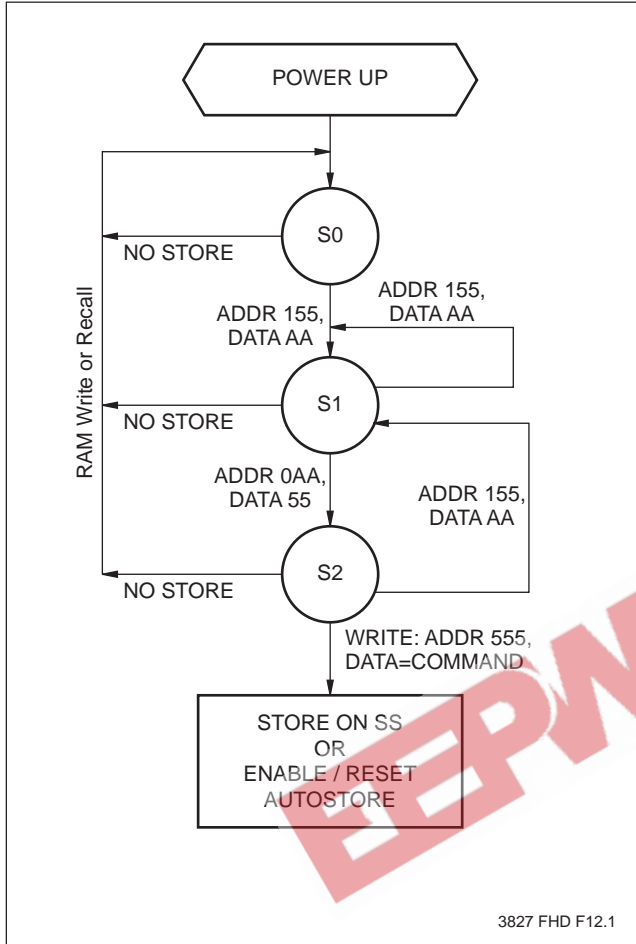 POWER UP
S0
NO STORE
ADDR 155,
DATA AA
ADDR 155,
DATA AA
RAM Write or Recall
S1
NO STORE
ADDR 0AA,
DATA 55
ADDR 155,
DATA AA
S2
NO STORE
WRITE: ADDR 555,
DATA=COMMAND
STORE ON SS
OR
ENABLE / RESET
AUTOSTORE
EEPW
3827 FHD F12.1